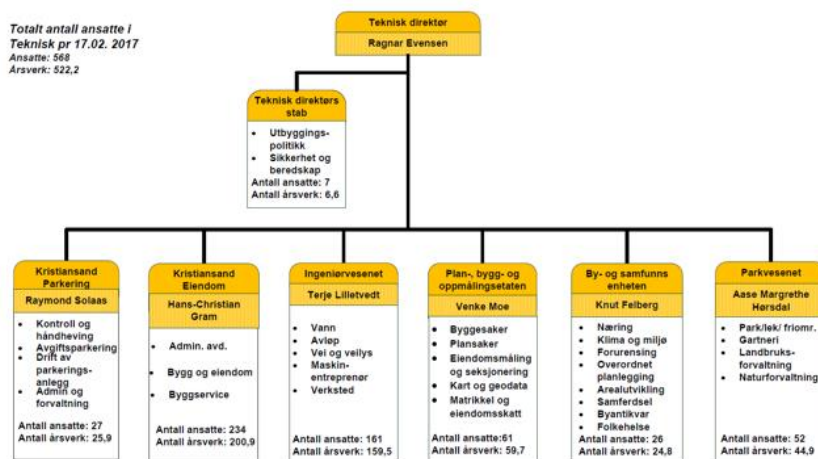 Totalt antall ansatte i
Teknisk pr 17.02. 2017
Ansatte: 568
Årsverk: 522,2
Teknisk direktør
Ragnar Evensen
Teknisk direktørs
stab
• Utbyggings-
politikk
• Sikkerhet og
beredskap
Antall ansatte: 7
Antall årsverk: 6,6
Kristiansand
Parkering
Raymond Solaas
• Kontroll og
håndheving
• Avgiftsparkering
• Drift av
parkerings-
anlegg
• Admin og
forvaltning
Antall ansatte: 27
Antall årsverk: 25,9
Kristiansand
Eiendom
Hans-Christian
Gram
• Admin. avd.
• Bygg og eiendom
• Byggservice
Antall ansatte: 234
Antall årsverk: 200,9
Ingeniørvesenet
Terje Lilletvedt
• Vann
• Avløp
• Vei og veilys
• Maskin-
entreprenør
• Verksted
Antall ansatte: 161
Antall årsverk: 159,5
Plan-, bygg- og
oppmålingsetaten
Venke Moe
• Byggesaker
• Plansaker
• Eiendomsmåling
og seksjonering
• Kart og geodata
• Matrikkel og
eiendomsskatt
Antall ansatte:61
Antall årsverk: 59,7
By- og samfunns
enheten
Knut Felberg
• Næring
• Klima og miljø
• Forurensing
• Overordnet
planlegging
• Arealutvikling
• Samferdsel
• Byantikvar
• Folkehelse
Antall ansatte: 26
Antall årsverk: 24,8
Parkvesenet
Aase Margrethe
Hørsdal
• Park/lek/ friomr.
• Gartneri
• Landbruks-
forvaltning
• Naturforvaltning
Antall ansatte: 52
Antall årsverk: 44,9